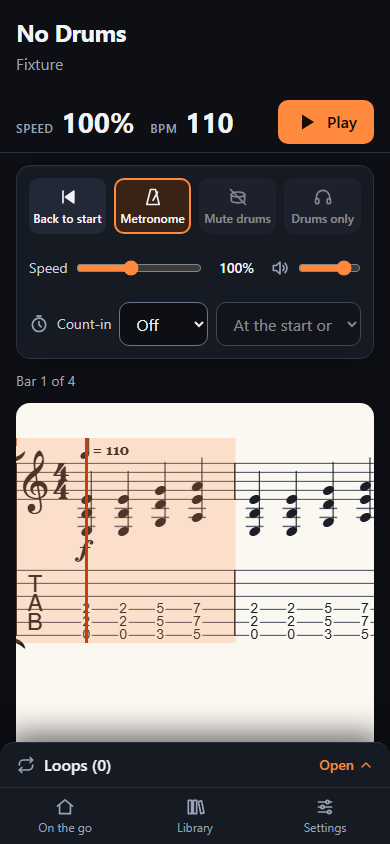 No Drums
Fixture
SPEED 100% BPM 110 Play
Back to start Metronome Mute drums Drums only
Speed 100%
Count-in Off At the start or
Bar 1 of 4
= 110
4
4
f
T
A
B
2 2 5 7 2 2 5 7
2 2 5 7 2 2 5 7
0 0 3 5 0 0 3 5
Loops (0) Open
On the go Library Settings